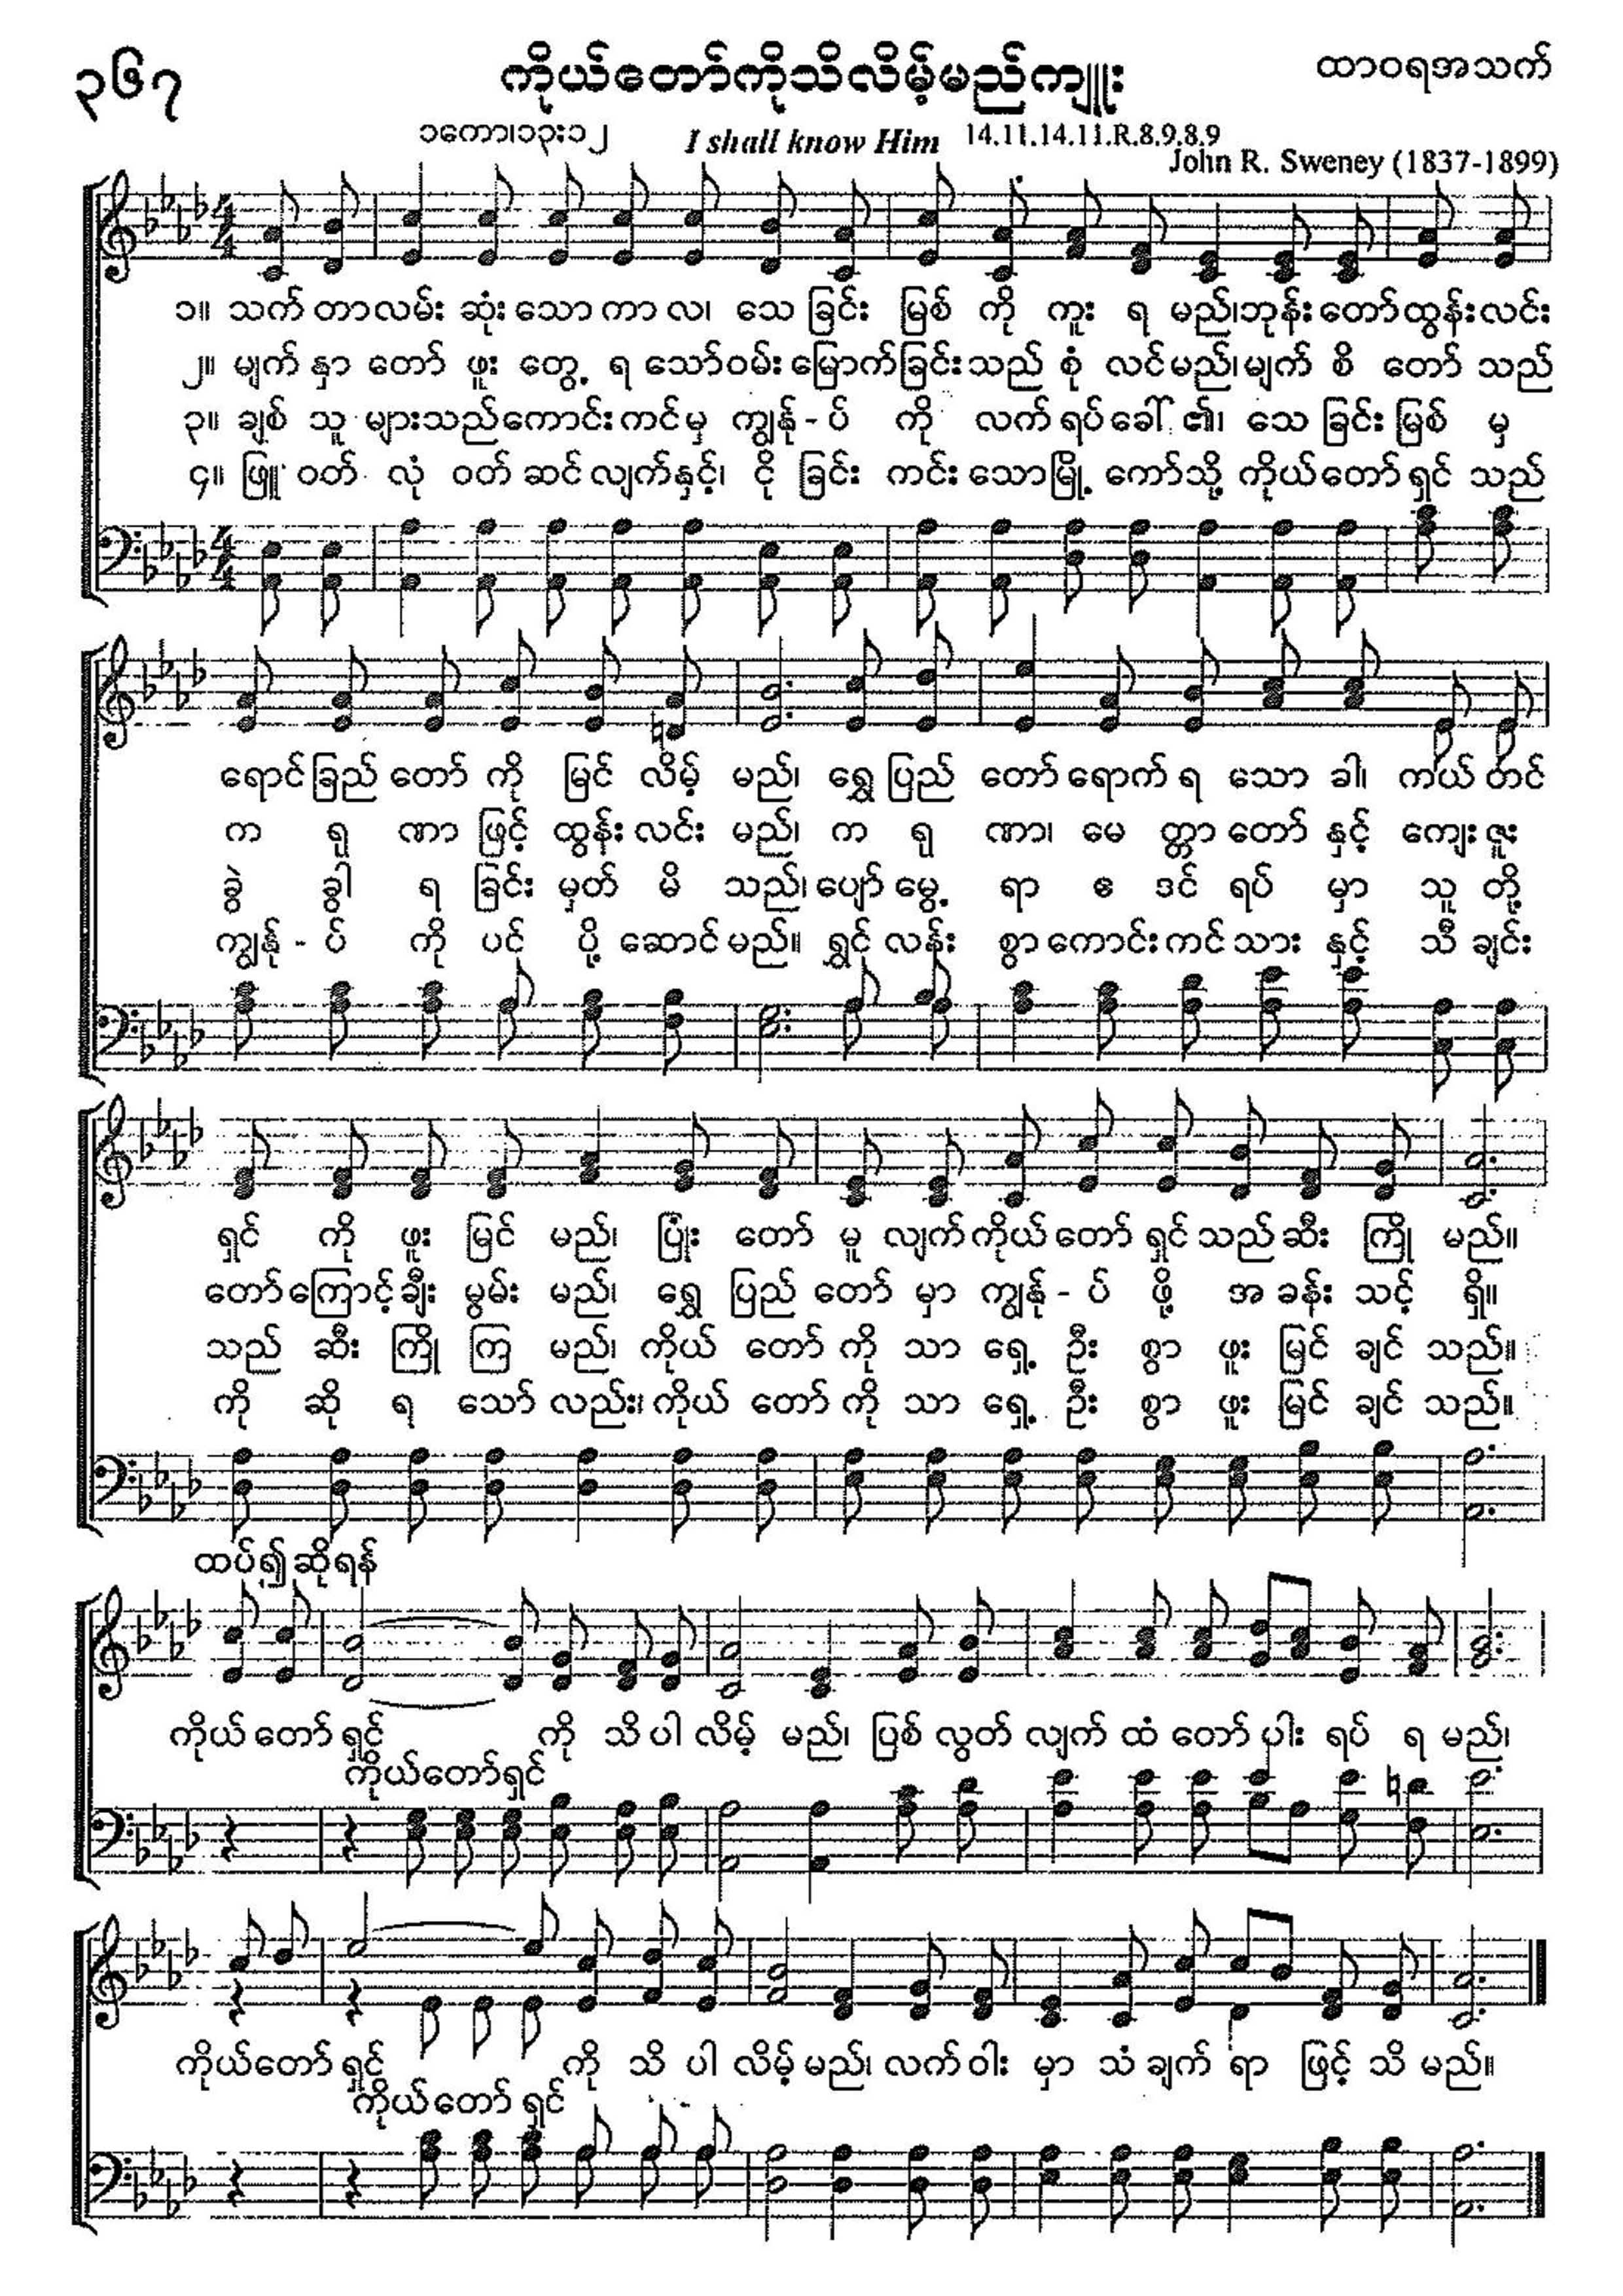 ၃၆၇
ကိုယ်တော်ကိုသိလိမ့်မည်ကျူး
ထာဝရအသက်
၁ကော၊၁၃း၁၂
I shall know Him
14.11.14.11.R.8.9.8.9
John R. Sweney (1837-1899)
၁။ သက် တာ လမ်း ဆုံး သော ကာ လ၊ သေ ခြင်း မြစ် ကို ကူး ရ မည်၊ ဘုန်း တော် ထွန်း လင်း
၂။ မျက် နှာ တော် ဖူး တွေ့ ရ သော် ဝမ်း မြောက် ခြင်း သည် စုံ လင် မည်၊ မျက် စိ တော် သည်
၃။ ချစ် သူ များ သည် ကောင်း ကင် မှ ကျွန်ု - ပ် ကို လက် ရပ် ခေါ် ၏၊ သေ ခြင်း မြစ် မှ
၄။ ဖြူ ဝတ် လုံ ဝတ် ဆင် လျက် နှင့်၊ ငို ခြင်း ကင်း သော မြို့ ကော် သို့ ကိုယ် တော် ရှင် သည်
4/4
4/4
ရောင် ခြည် တော် ကို မြင် လိမ့် မည်၊ ရွှေ ပြည် တော် ရောက် ရ သော ခါ၊ ကယ် တင်
က ရု ဏာ ဖြင့် ထွန်း လင်း မည်၊ က ရု ဏာ၊ မေ တ္တာ တော် နှင့် ကျေး ဇူး
ခွဲ ခွါ ရ ခြင်း မှတ် မိ သည်၊ ပျော် မွေ့ ရာ ဧ ဒင် ရပ် မှာ သူ တို့
ကျွန်ု - ပ် ကို ပင့် ပို့ ဆောင် မည်။ ရွှင် လန်း စွာ ကောင်း ကင် သား နှင့် သီ ချင်း
ရှင် ကို ဖူး မြင် မည်၊ ပြုံး တော် မူ လျက် ကိုယ် တော် ရှင် သည် ဆီး ကြို မည်။
တော် ကြောင့် ချီး မွမ်း မည်၊ ရွှေ ပြည် တော် မှာ ကျွန်ု - ပ် ဖို့ အ ခန်း သင့် ရှိ။
သည် ဆီး ကြို ကြ မည်၊ ကိုယ် တော် ကို သာ ရှေ့ ဦး စွာ ဖူး မြင် ချင် သည်။
ကို ဆို ရ သော် လည်း၊ ကိုယ် တော် ကို သာ ရှေ့ ဦး စွာ ဖူး မြင် ချင် သည်။
ထပ်၍ဆိုရန်
ကိုယ် တော် ရှင် ကို သိ ပါ လိမ့် မည်၊ ပြစ် လွတ် လျက် ထံ တော် ပါး ရပ် ရ မည်၊
ကိုယ်တော်ရှင်
ကိုယ်တော် ရှင် ကို သိ ပါ လိမ့် မည်၊ လက် ဝါး မှာ သံ ချက် ရာ ဖြင့် သိ မည်။
ကိုယ်တော် ရှင်